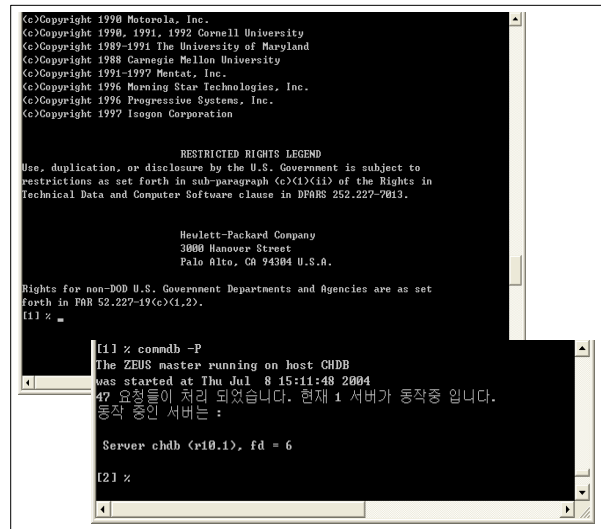 (c)Copyright 1990 Motorola, Inc.
(c)Copyright 1990, 1991, 1992 Cornell University
(c)Copyright 1989-1991 The University of Maryland
(c)Copyright 1988 Carnegie Mellon University
(c)Copyright 1991-1997 Mentat, Inc.
(c)Copyright 1996 Morning Star Technologies, Inc.
(c)Copyright 1996 Progressive Systems, Inc.
(c)Copyright 1997 Isogon Corporation
RESTRICTED RIGHTS LEGEND
Use, duplication, or disclosure by the U.S. Government is subject to
restrictions as set forth in sub-paragraph (c)(1)(ii) of the Rights in
Technical Data and Computer Software clause in DFARS 252.227-7013.
Hewlett-Packard Company
3000 Hanover Street
Palo Alto, CA 94304 U.S.A.
Rights for non-DOD U.S. Government Departments and Agencies are as set
forth in FAR 52.227-19(c)(1,2).
[1] % _
[1] % commdb -P
The ZEUS master running on host CHDB
was started at Thu Jul  8 15:11:48 2004
47 요청들이 처리 되었습니다. 현재 1 서버가 동작중 입니다.
동작 중인 서버는 :
Server chdb (r10.1), fd = 6
[2] %